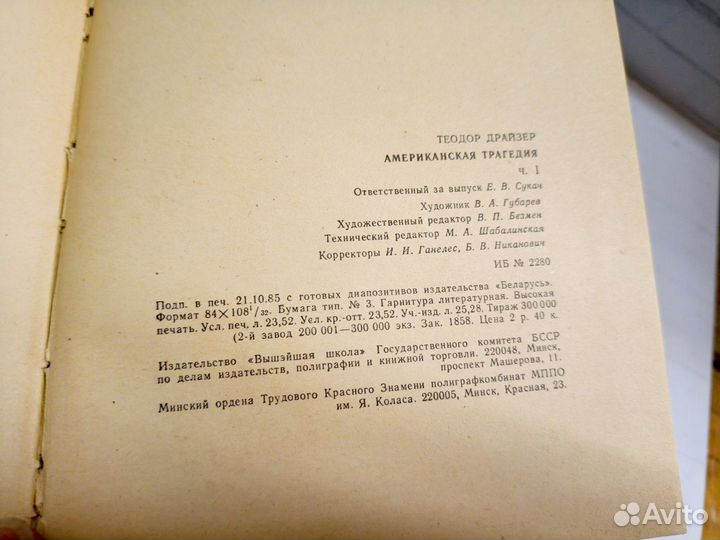 ТЕОДОР ДРАЙЗЕР
АМЕРИКАНСКАЯ ТРАГЕДИЯ
ч. I
Ответственный за выпуск Е. В. Сукач
Художник В. А. Губарев
Художественный редактор В. П. Безмен
Технический редактор М. А. Шабалинская
Корректоры И. И. Ганелес, Б. В. Никанович
ИБ № 2280
Подп. в печ. 21.10.85 с готовых диапозитивов издательства «Беларусь».
Формат 84×108¹/₃₂. Бумага тип. № 3. Гарнитура литературная. Высокая
печать. Усл. печ. л. 23,52. Усл. кр.-отт. 23,52. Уч.-изд. л. 25,28. Тираж 300 000
(2-й завод 200 001—300 000 экз. Зак. 1858. Цена 2 р. 40 к.
Издательство «Вышэйшая школа» Государственного комитета БССР
по делам издательств, полиграфии и книжной торговли. 220048, Минск,
проспект Машерова, 11.
Минский ордена Трудового Красного Знамени полиграфкомбинат МППО
им. Я. Коласа. 220005, Минск, Красная, 23.
Avito